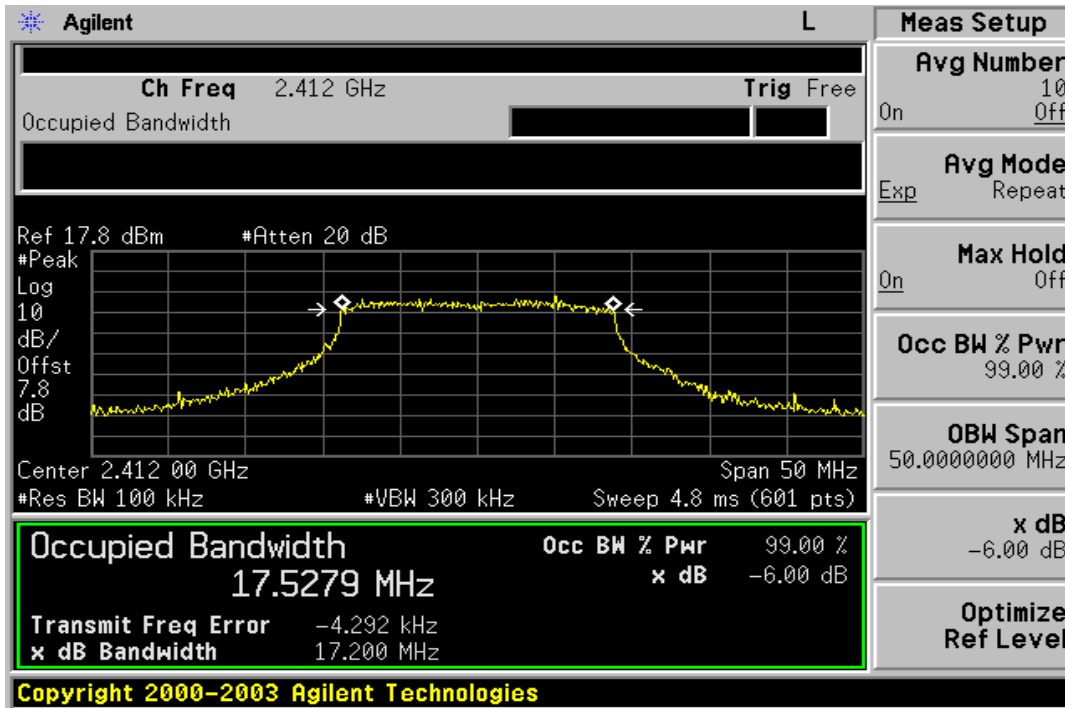 Agilent L Meas Setup
Ch Freq 2.412 GHz Trig Free
Occupied Bandwidth
Ref 17.8 dBm #Atten 20 dB
#Peak
Log
10
dB/
Offst
7.8
dB
Center 2.412 00 GHz Span 50 MHz
#Res BW 100 kHz #VBW 300 kHz Sweep 4.8 ms (601 pts)
Occupied Bandwidth Occ BW % Pwr 99.00 %
17.5279 MHz x dB -6.00 dB
Transmit Freq Error -4.292 kHz
x dB Bandwidth 17.200 MHz
Copyright 2000-2003 Agilent Technologies
Avg Number
10
On Off
Avg Mode
Exp Repeat
Max Hold
On Off
Occ BW % Pwr
99.00 %
OBW Span
50.0000000 MHz
x dB
-6.00 dB
Optimize
Ref Level